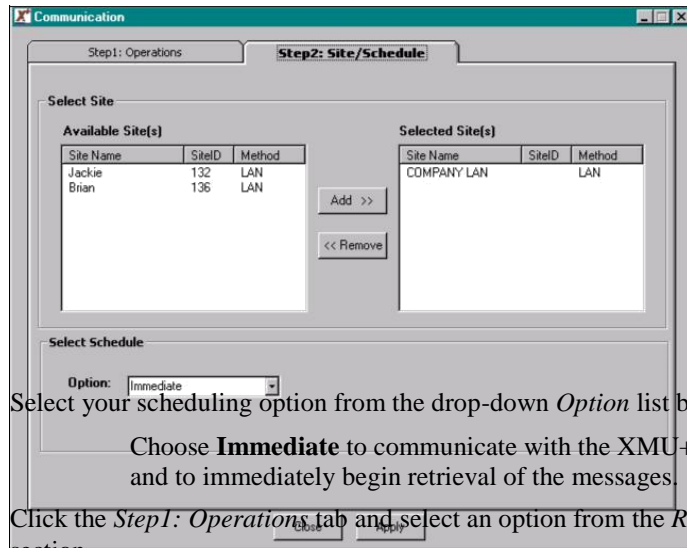 Communication
Step1: Operations
Step2: Site/Schedule
Select Site
Available Site(s)
Site Name SiteID Method
Jackie 132 LAN
Brian 136 LAN
Add >>
<< Remove
Selected Site(s)
Site Name SiteID Method
COMPANY LAN LAN
Select Schedule
Option: Immediate
Select your scheduling option from the drop-down Option list
Choose Immediate to communicate with the XMU+
and to immediately begin retrieval of the messages.
Close Apply
Click the Step1: Operations tab and select an option from the